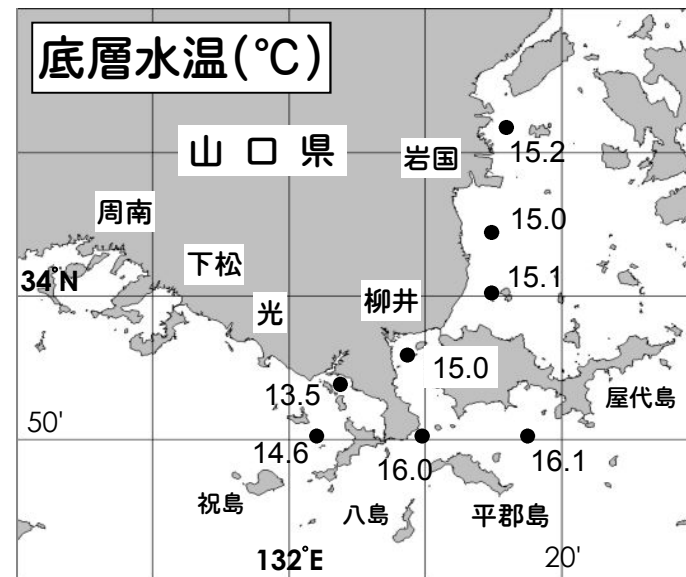 底層水温(℃)
山口県
岩国
15.2
周南
15.0
下松
34°N
15.1
光
柳井
15.0
13.5
屋代島
50'
14.6
16.0
16.1
祝島
八島
平郡島
132°E
20'